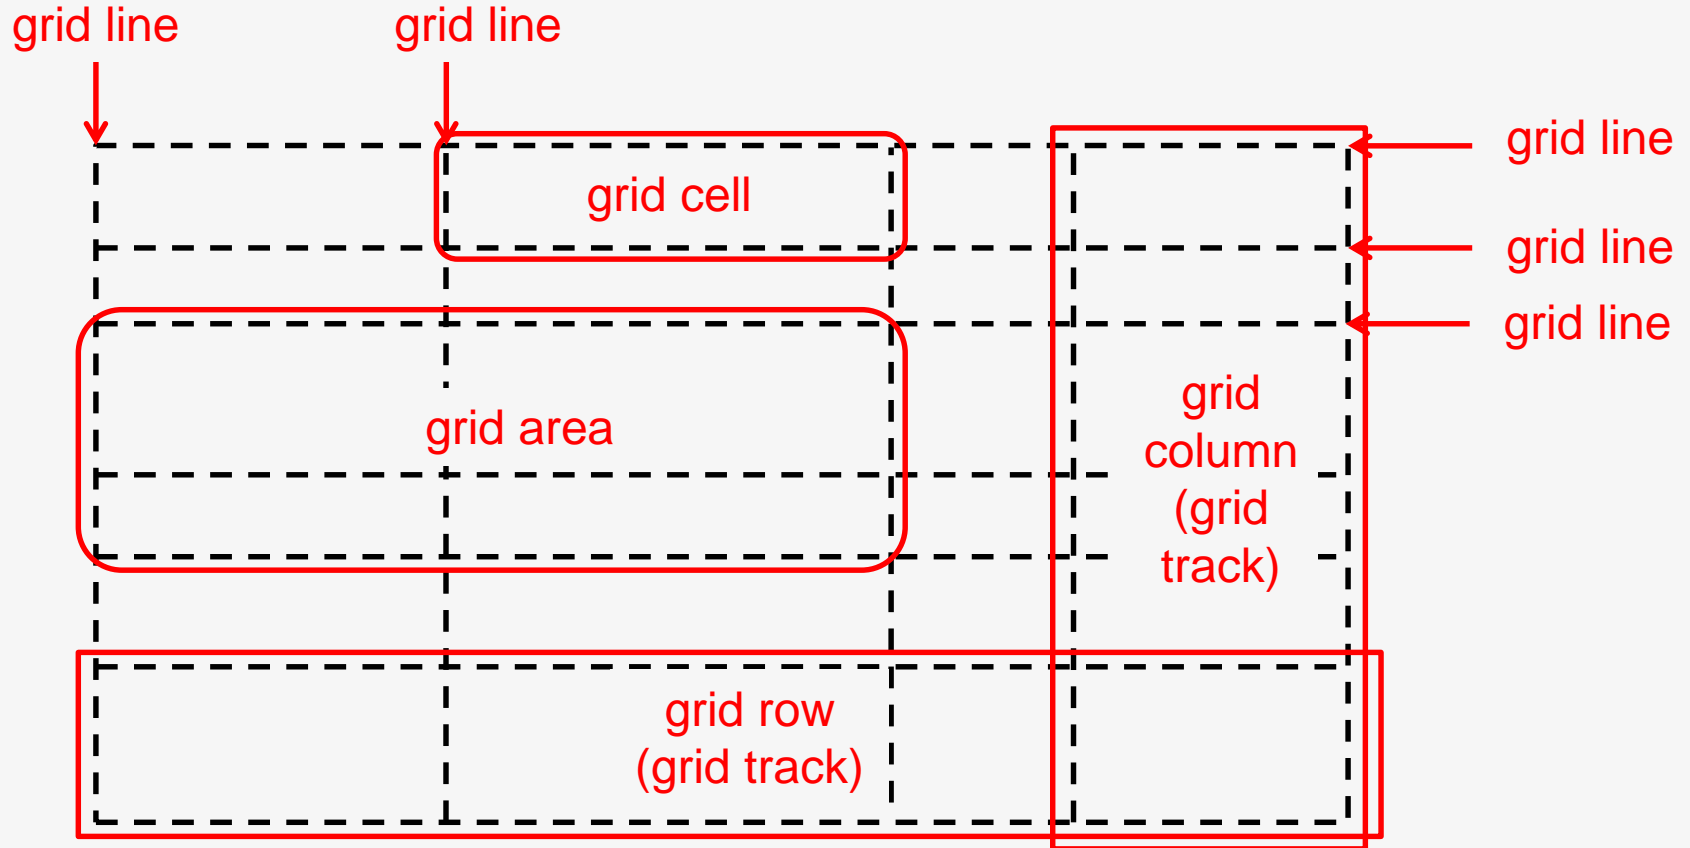 grid line
grid line
grid line
grid cell
grid line
grid line
grid area
grid
column
(grid
track)
grid row
(grid track)